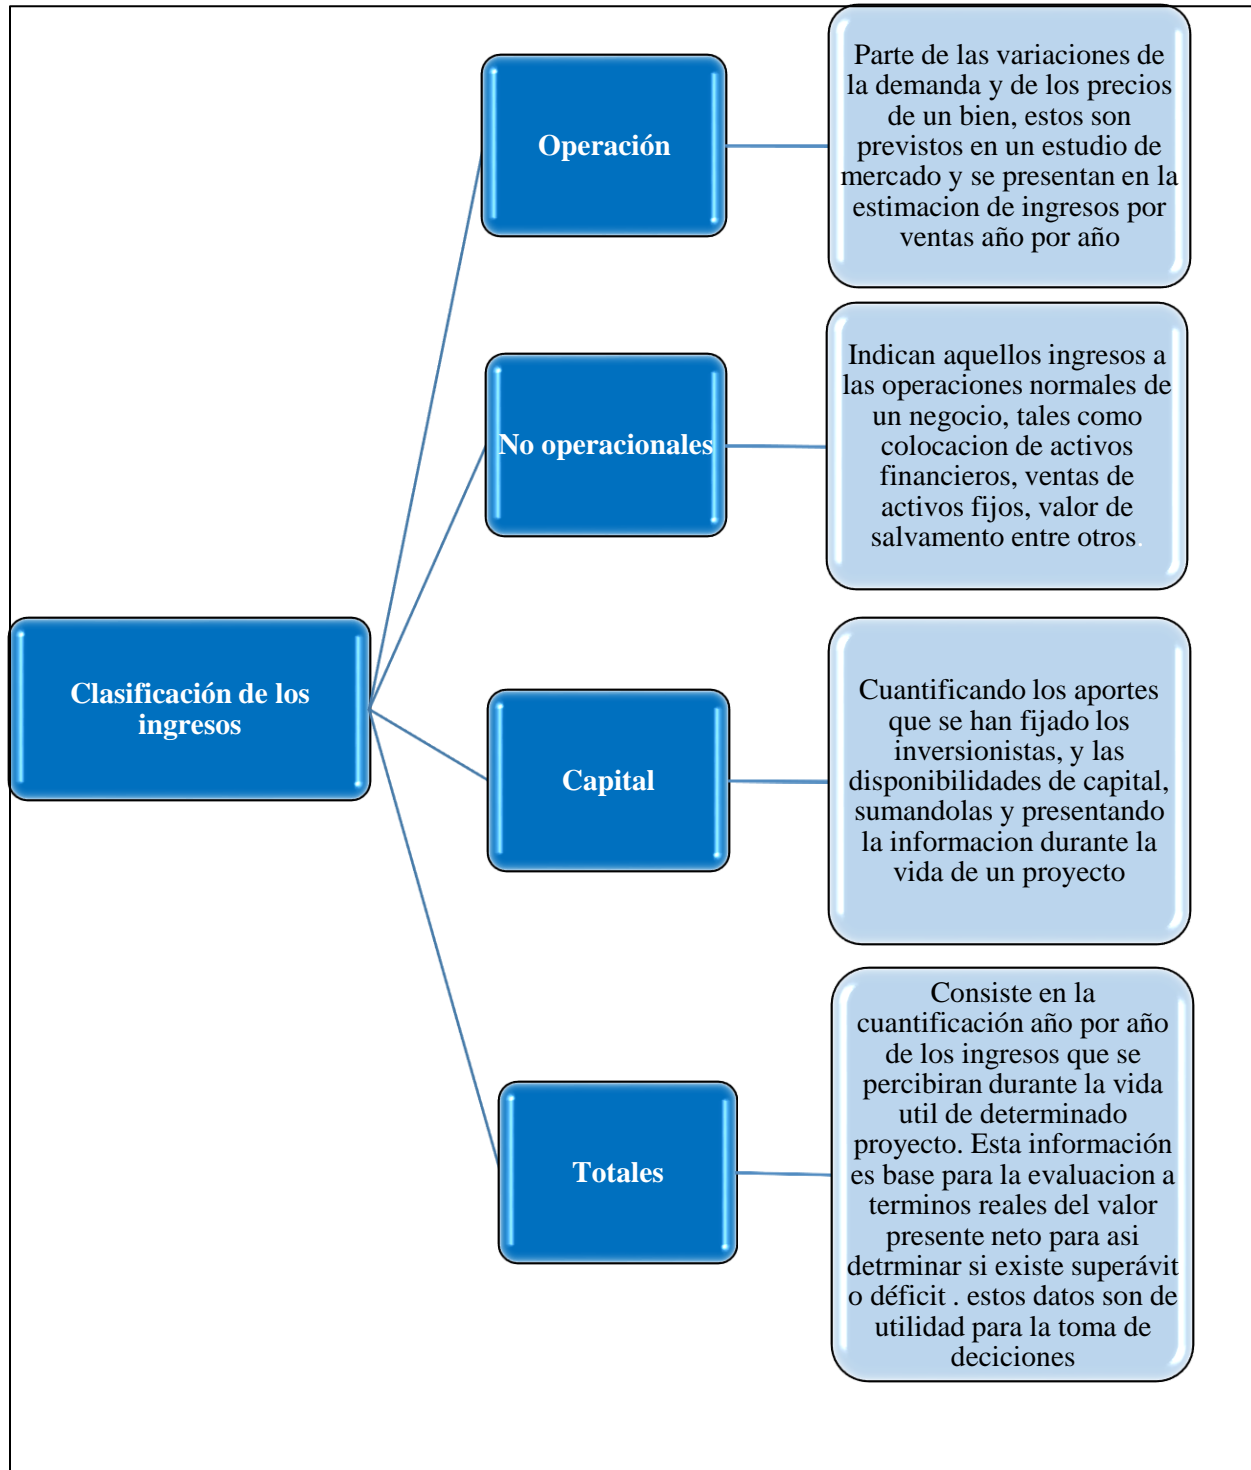 Clasificación de los
ingresos
Operación
Parte de las variaciones de
la demanda y de los precios
de un bien, estos son
previstos en un estudio de
mercado y se presentan en la
estimacion de ingresos por
ventas año por año
No operacionales
Indican aquellos ingresos a
las operaciones normales de
un negocio, tales como
colocacion de activos
financieros, ventas de
activos fijos, valor de
salvamento entre otros.
Capital
Cuantificando los aportes
que se han fijado los
inversionistas, y las
disponibilidades de capital,
sumandolas y presentando
la informacion durante la
vida de un proyecto
Totales
Consiste en la
cuantificación año por año
de los ingresos que se
percibiran durante la vida
util de determinado
proyecto. Esta información
es base para la evaluacion a
terminos reales del valor
presente neto para asi
detrminar si existe superávit
o déficit . estos datos son de
utilidad para la toma de
deciciones